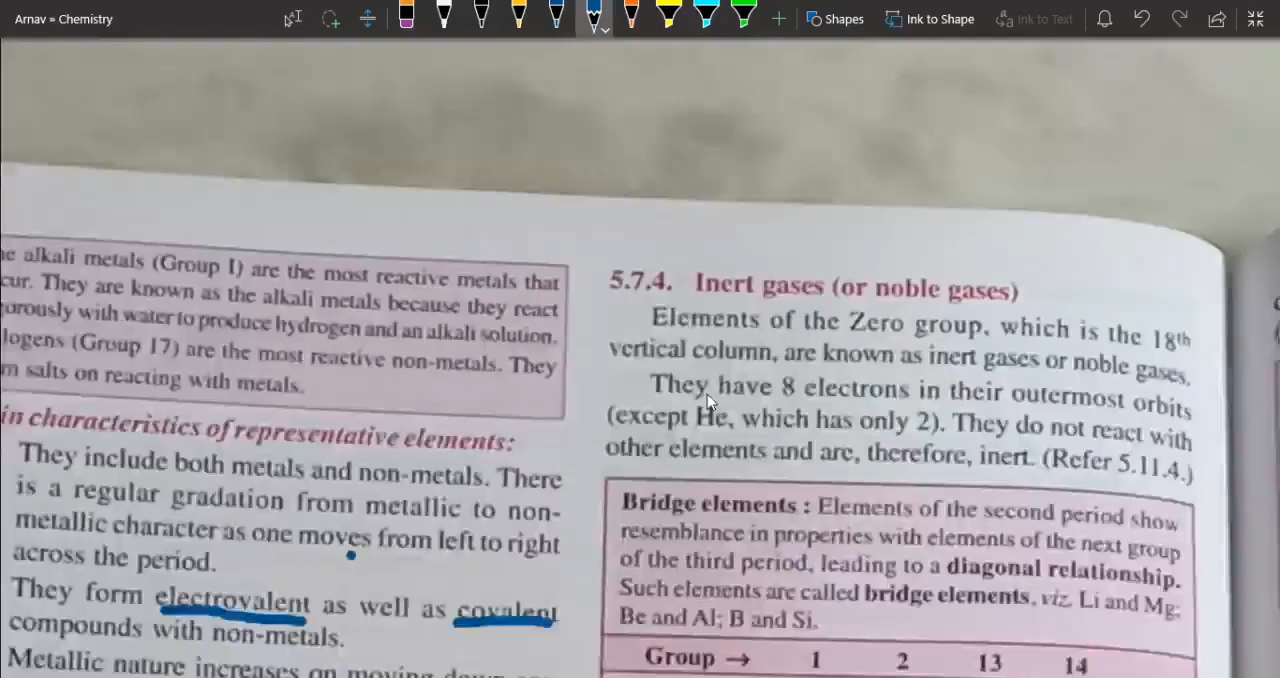 Arnav » Chemistry
Shapes
Ink to Shape
Ink to Text
alkali metals (Group I) are the most reactive metals that
They are known as the alkali metals because they react
with water to produce hydrogen and an alkali solution.
(Group 17) are the most reactive non-metals. They
salts on reacting with metals.
in characteristics of representative elements:
They include both metals and non-metals. There
is a regular gradation from metallic to non-
metallic character as one moves from left to right
across the period.
They form electrovalent as well as covalent
compounds with non-metals.
Metallic nature increases on moving down
5.7.4. Inert gases (or noble gases)
Elements of the Zero group, which is the 18th
vertical column, are known as inert gases or noble gases.
They have 8 electrons in their outermost orbits
(except He, which has only 2). They do not react with
other elements and are, therefore, inert. (Refer 5.11.4.)
Bridge elements : Elements of the second period show
resemblance in properties with elements of the next group
of the third period, leading to a diagonal relationship.
Such elements are called bridge elements, viz. Li and Mg;
Be and Al; B and Si.
Group → 1 2 13 14